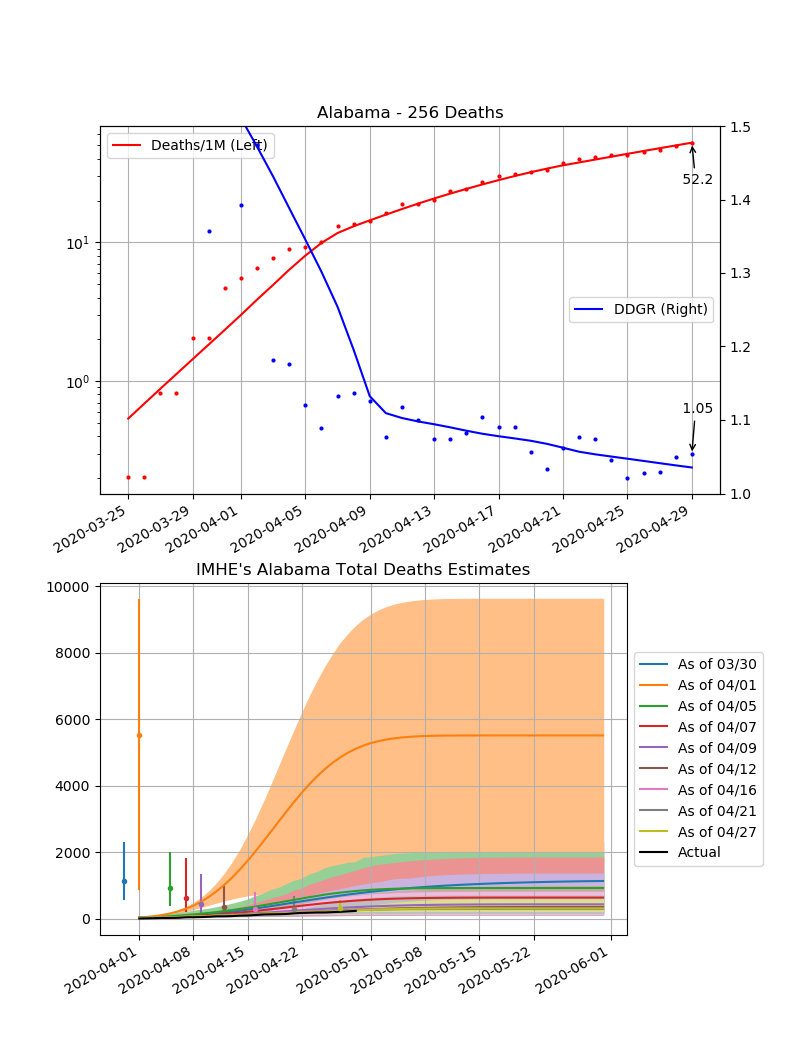 Alabama - 256 Deaths
Deaths/1M (Left)
DDGR (Right)
52.2
1.05
10^1
10^0
1.5
1.4
1.3
1.2
1.1
1.0
2020-03-25
2020-03-29
2020-04-01
2020-04-05
2020-04-09
2020-04-13
2020-04-17
2020-04-21
2020-04-25
2020-04-29
IMHE's Alabama Total Deaths Estimates
10000
8000
6000
4000
2000
0
2020-04-01
2020-04-08
2020-04-15
2020-04-22
2020-05-01
2020-05-08
2020-05-15
2020-05-22
2020-06-01
As of 03/30
As of 04/01
As of 04/05
As of 04/07
As of 04/09
As of 04/12
As of 04/16
As of 04/21
As of 04/27
Actual